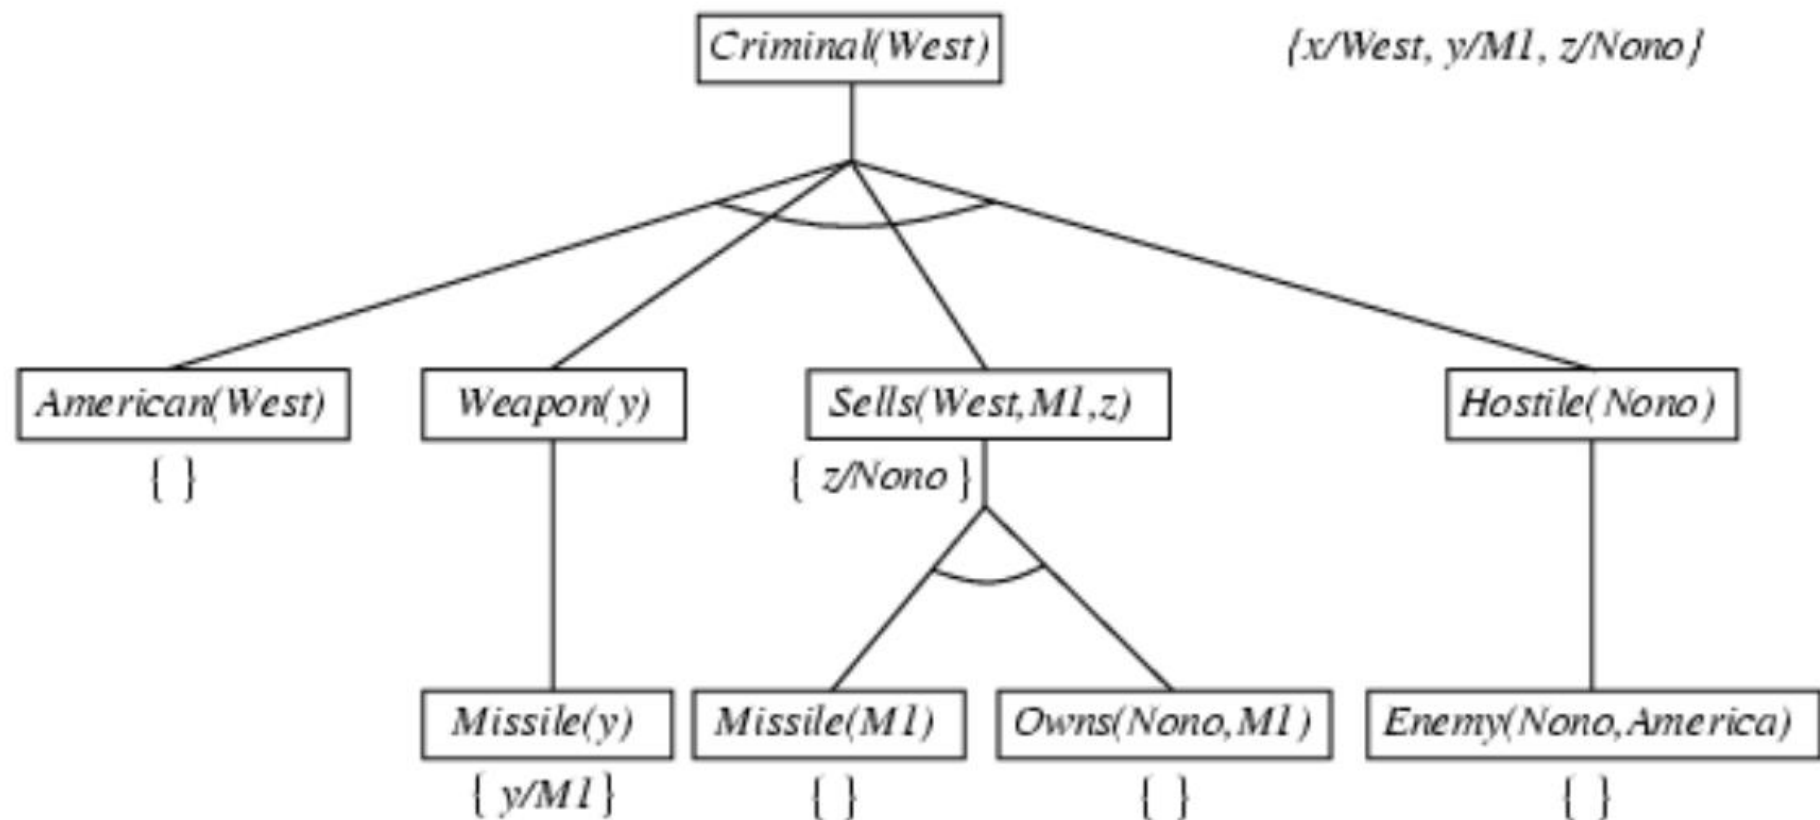 Criminal(West) {x/West, y/M1, z/Nono}
American(West) Weapon(y) Sells(West,M1,z) Hostile(Nono)
{ } { z/Nono }
Missile(y) Missile(M1) Owns(Nono,M1) Enemy(Nono,America)
{ y/M1 } { } { } { }